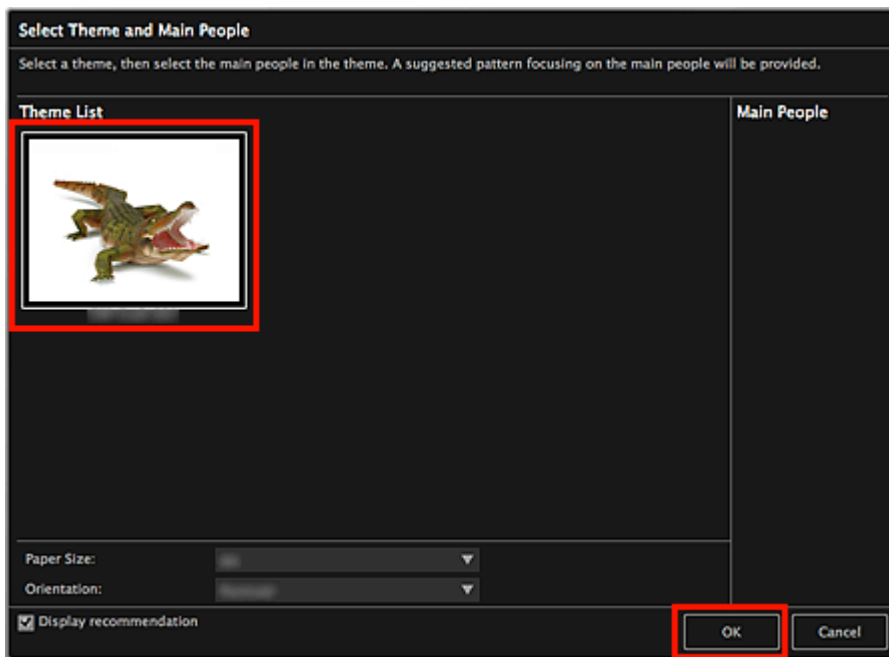 Select Theme and Main People
Select a theme, then select the main people in the theme. A suggested pattern focusing on the main people will be provided.
Theme List
Main People
Paper Size:
Orientation:
Display recommendation
OK
Cancel